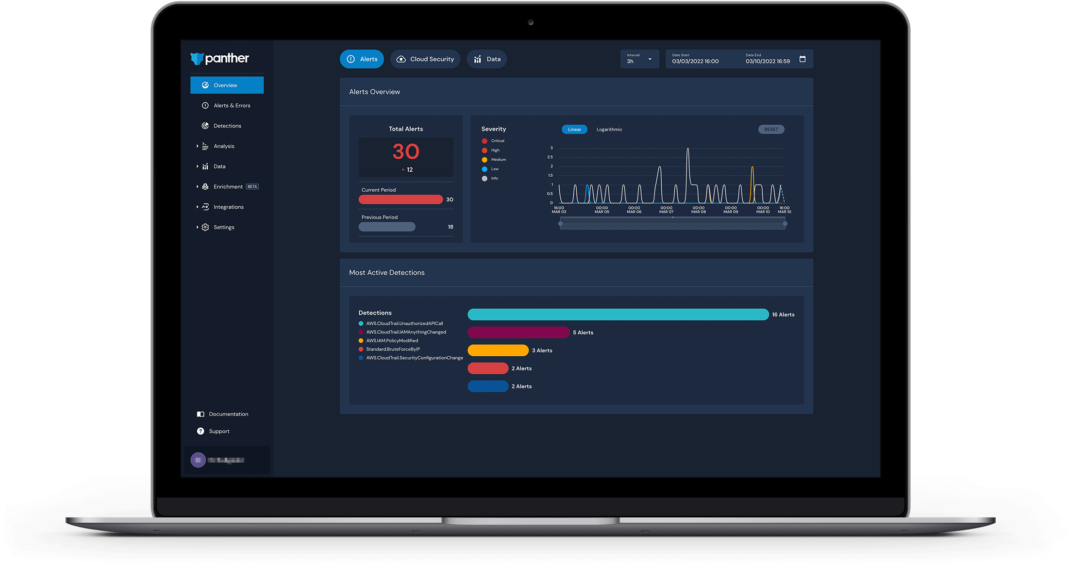 panther
Overview
Alerts & Errors
Detections
Analysis
Data
Enrichment BETA
Integrations
Settings
Documentation
Support
Alerts
Cloud Security
Data
Interval
3h
Date Start
03/03/2022 16:00
Date End
03/10/2022 16:59
Alerts Overview
Total Alerts
30
12
Current Period
30
Previous Period
18
Severity
Critical
High
Medium
Low
Info
Linear
Logarithmic
RESET
3
2.5
2
1.5
1
0.5
0
16:00 00:00 00:00 00:00 00:00 00:00 00:00 16:00
MAR 03 MAR 05 MAR 06 MAR 07 MAR 08 MAR 09 MAR 10 MAR 10
Most Active Detections
Detections
AWS.CloudTrail.UnauthorizedAPICall
AWS.CloudTrail.IAMAnythingChanged
AWS.IAM.PolicyModified
Standard.BruteForceByIP
AWS.CloudTrail.SecurityConfigurationChange
16 Alerts
5 Alerts
3 Alerts
2 Alerts
2 Alerts